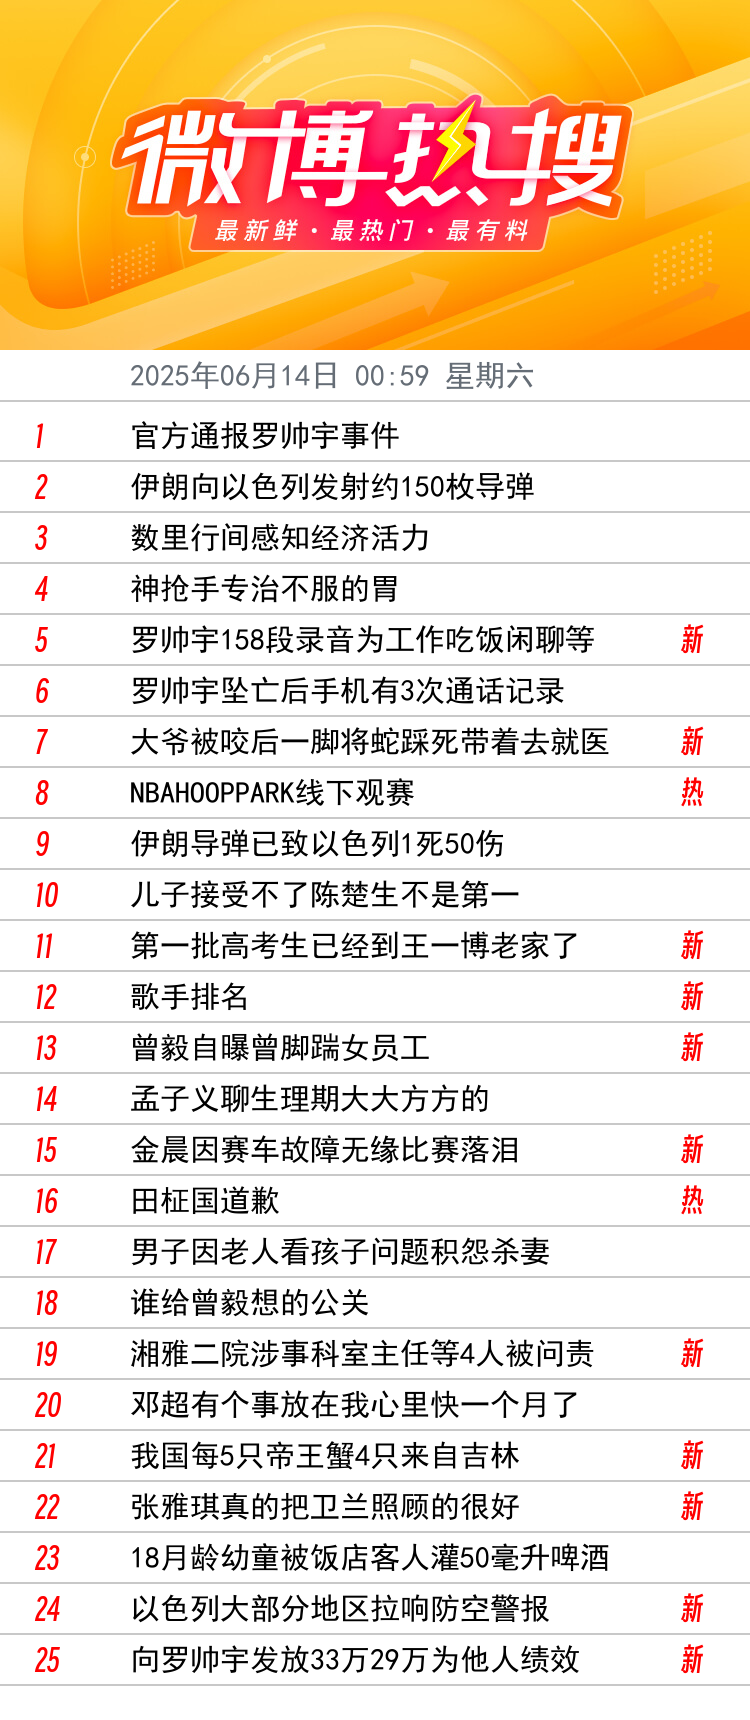 微博热搜
最新鲜·最热门·最有料
2025年06月14日 00:59 星期六
1 官方通报罗帅宇事件
2 伊朗向以色列发射约150枚导弹
3 数里行间感知经济活力
4 神抢手专治不服的胃
5 罗帅宇158段录音为工作吃饭闲聊等 新
6 罗帅宇坠亡后手机有3次通话记录
7 大爷被咬后一脚将蛇踩死带着去就医 新
8 NBAHOOPPARK线下观赛 热
9 伊朗导弹已致以色列1死50伤
10 儿子接受不了陈楚生不是第一
11 第一批高考生已经到王一博老家了 新
12 歌手排名 新
13 曾毅自曝曾脚踹女员工 新
14 孟子义聊生理期大大方方的
15 金晨因赛车故障无缘比赛落泪 新
16 田柾国道歉 热
17 男子因老人看孩子问题积怨杀妻
18 谁给曾毅想的公关
19 湘雅二院涉事科室主任等4人被问责 新
20 邓超有个事放在我心里快一个月了
21 我国每5只帝王蟹4只来自吉林 新
22 张雅琪真的把卫兰照顾的很好 新
23 18月龄幼童被饭店客人灌50毫升啤酒
24 以色列大部分地区拉响防空警报 新
25 向罗帅宇发放33万29万为他人绩效 新